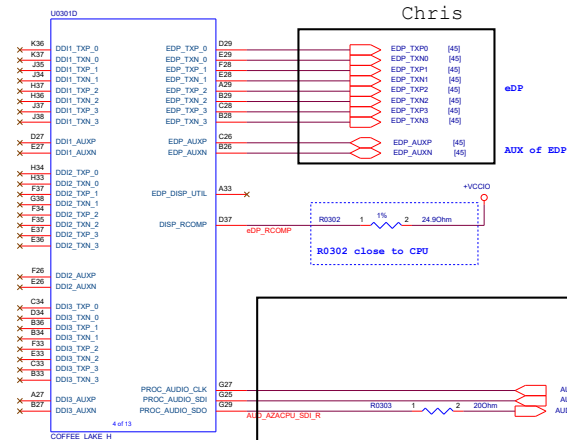 U0301D
Chris
K36 DDI1_TXP_0 EDP_TXP_0 D29 EDP_TXP0 [45]
K37 DDI1_TXN_0 EDP_TXN_0 E29 EDP_TXN0 [45]
J35 DDI1_TXP_1 EDP_TXP_1 F28 EDP_TXP1 [45]
J34 DDI1_TXN_1 EDP_TXN_1 E28 EDP_TXN1 [45]
H37 DDI1_TXP_2 EDP_TXP_2 A29 EDP_TXP2 [45]
H36 DDI1_TXN_2 EDP_TXN_2 B29 EDP_TXN2 [45]
J37 DDI1_TXP_3 EDP_TXP_3 C28 EDP_TXP3 [45]
J38 DDI1_TXN_3 EDP_TXN_3 B28 EDP_TXN3 [45]
eDP
D27 DDI1_AUXP EDP_AUXP C26 EDP_AUXP [45]
E27 DDI1_AUXN EDP_AUXN B26 EDP_AUXN [45]
AUX of EDP
H34 DDI2_TXP_0
H33 DDI2_TXN_0
F37 DDI2_TXP_1 EDP_DISP_UTIL A33
G38 DDI2_TXN_1
F34 DDI2_TXP_2
F35 DDI2_TXN_2
E37 DDI2_TXP_3
E36 DDI2_TXN_3
DISP_RCOMP D37 eDP_RCOMP R0302 1 1% 2 24.9Ohm
+VCCIO
R0302 close to CPU
F26 DDI2_AUXP
E26 DDI2_AUXN
C34 DDI3_TXP_0
D34 DDI3_TXN_0
B36 DDI3_TXP_1
B34 DDI3_TXN_1
F33 DDI3_TXP_2
E33 DDI3_TXN_2
C33 DDI3_TXP_3
B33 DDI3_TXN_3
PROC_AUDIO_CLK G27
A27 DDI3_AUXP PROC_AUDIO_SDI G25
B27 DDI3_AUXN PROC_AUDIO_SDO G29 AUD_AZACPU_SDI_R R0303 1 2 20Ohm
4 of 13
COFFEE_LAKE_H